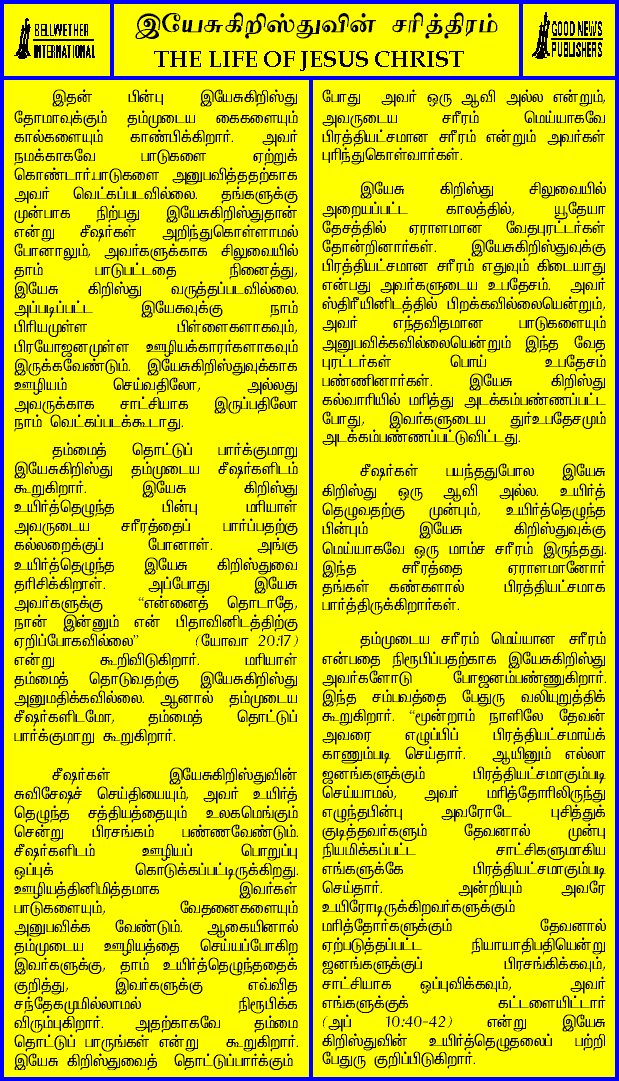 BELLWETHER
INTERNATIONAL
இயேசுகிறிஸ்துவின் சரித்திரம்
THE LIFE OF JESUS CHRIST
GOOD NEWS
PUBLISHERS
இதன் பின்பு இயேசுகிறிஸ்து
தோமாவுக்கும் தம்முடைய கைகளையும்
கால்களையும் காண்பிக்கிறார். அவர்
நமக்காகவே பாடுகளை ஏற்றுக்
கொண்டார்.பாடுகளை அனுபவித்ததற்காக
அவர் வெட்கப்படவில்லை. தங்களுக்கு
முன்பாக நிற்பது இயேசுகிறிஸ்துதான்
என்று சீஷர்கள் அறிந்துகொள்ளாமல்
போனாலும், அவர்களுக்காக சிலுவையில்
தாம் பாடுபட்டதை நினைத்து,
இயேசு கிறிஸ்து வருத்தப்படவில்லை.
அப்படிப்பட்ட இயேசுவுக்கு நாம்
பிரியமுள்ள பிள்ளைகளாகவும்,
பிரயோஜனமுள்ள ஊழியக்காரர்களாகவும்
இருக்கவேண்டும். இயேசுகிறிஸ்துவுக்காக
ஊழியம் செய்வதிலோ, அல்லது
அவருக்காக சாட்சியாக இருப்பதிலோ
நாம் வெட்கப்படக்கூடாது.
தம்மைத் தொட்டுப் பார்க்குமாறு
இயேசுகிறிஸ்து தம்முடைய சீஷர்களிடம்
கூறுகிறார். இயேசு கிறிஸ்து
உயிர்த்தெழுந்த பின்பு மரியாள்
அவருடைய சரீரத்தைப் பார்ப்பதற்கு
கல்லறைக்குப் போனாள். அங்கு
உயிர்த்தெழுந்த இயேசு கிறிஸ்துவை
தரிசிக்கிறாள். அப்போது இயேசு
அவர்களுக்கு “என்னைத் தொடாதே,
நான் இன்னும் என் பிதாவினிடத்திற்கு
ஏறிப்போகவில்லை” (யோவா 20:17)
என்று கூறிவிடுகிறார். மரியாள்
தம்மைத் தொடுவதற்கு இயேசுகிறிஸ்து
அனுமதிக்கவில்லை. ஆனால் தம்முடைய
சீஷர்களிடமோ, தம்மைத் தொட்டுப்
பார்க்குமாறு கூறுகிறார்.
சீஷர்கள் இயேசுகிறிஸ்துவின்
சுவிசேஷச் செய்தியையும், அவர் உயிர்த்
தெழுந்த சத்தியத்தையும் உலகமெங்கும்
சென்று பிரசங்கம் பண்ணவேண்டும்.
சீஷர்களிடம் ஊழியப் பொறுப்பு
ஒப்புக் கொடுக்கப்பட்டிருக்கிறது.
ஊழியத்தினிமித்தமாக இவர்கள்
பாடுகளையும், வேதனைகளையும்
அனுபவிக்க வேண்டும். ஆகையினால்
தம்முடைய ஊழியத்தை செய்யப்போகிற
இவர்களுக்கு, தாம் உயிர்த்தெழுந்ததைக்
குறித்து, இவர்களுக்கு எவ்வித
சந்தேகமுமில்லாமல் நிரூபிக்க
விரும்புகிறார். அதற்காகவே தம்மை
தொட்டுப் பாருங்கள் என்று கூறுகிறார்.
இயேசு கிறிஸ்துவைத் தொட்டுப்பார்க்கும்
போது அவர் ஒரு ஆவி அல்ல என்றும்,
அவருடைய சரீரம் மெய்யாகவே
பிரத்தியட்சமான சரீரம் என்றும் அவர்கள்
புரிந்துகொள்வார்கள்.
இயேசு கிறிஸ்து சிலுவையில்
அறையப்பட்ட காலத்தில், யூதேயா
தேசத்தில் ஏராளமான வேதபுரட்டர்கள்
தோன்றினார்கள். இயேசுகிறிஸ்துவுக்கு
பிரத்தியட்சமான சரீரம் எதுவும் கிடையாது
என்பது அவர்களுடைய உபதேசம். அவர்
ஸ்திரீயினிடத்தில் பிறக்கவில்லையென்றும்,
அவர் எந்தவிதமான பாடுகளையும்
அனுபவிக்கவில்லையென்றும் இந்த வேத
புரட்டர்கள் பொய் உபதேசம்
பண்ணினார்கள். இயேசு கிறிஸ்து
கல்வாரியில் மரித்து அடக்கம்பண்ணப்பட்ட
போது, இவர்களுடைய துர்உபதேசமும்
அடக்கம்பண்ணப்பட்டுவிட்டது.
சீஷர்கள் பயந்ததுபோல இயேசு
கிறிஸ்து ஒரு ஆவி அல்ல. உயிர்த்
தெழுவதற்கு முன்பும், உயிர்த்தெழுந்த
பின்பும் இயேசு கிறிஸ்துவுக்கு
மெய்யாகவே ஒரு மாம்ச சரீரம் இருந்தது.
இந்த சரீரத்தை ஏராளமானோர்
தங்கள் கண்களால் பிரத்தியட்சமாக
பார்த்திருக்கிறார்கள்.
தம்முடைய சரீரம் மெய்யான சரீரம்
என்பதை நிரூபிப்பதற்காக இயேசுகிறிஸ்து
அவர்களோடு போஜனம்பண்ணுகிறார்.
இந்த சம்பவத்தை பேதுரு வலியுறுத்திக்
கூறுகிறார். “மூன்றாம் நாளிலே தேவன்
அவரை எழுப்பிப் பிரத்தியட்சமாய்க்
காணும்படி செய்தார். ஆயினும் எல்லா
ஜனங்களுக்கும் பிரத்தியட்சமாகும்படி
செய்யாமல், அவர் மரித்தோரிலிருந்து
எழுந்தபின்பு அவரோடே புசித்துக்
குடித்தவர்களும் தேவனால் முன்பு
நியமிக்கப்பட்ட சாட்சிகளுமாகிய
எங்களுக்கே பிரத்தியட்சமாகும்படி
செய்தார். அன்றியும் அவரே
உயிரோடிருக்கிறவர்களுக்கும்
மரித்தோர்களுக்கும் தேவனால்
ஏற்படுத்தப்பட்ட நியாயாதிபதியென்று
ஜனங்களுக்குப் பிரசங்கிக்கவும்,
சாட்சியாக ஒப்புவிக்கவும், அவர்
எங்களுக்குக் கட்டளையிட்டார்
(அப் 10:40-42) என்று இயேசு
கிறிஸ்துவின் உயிர்த்தெழுதலைப் பற்றி
பேதுரு குறிப்பிடுகிறார்.